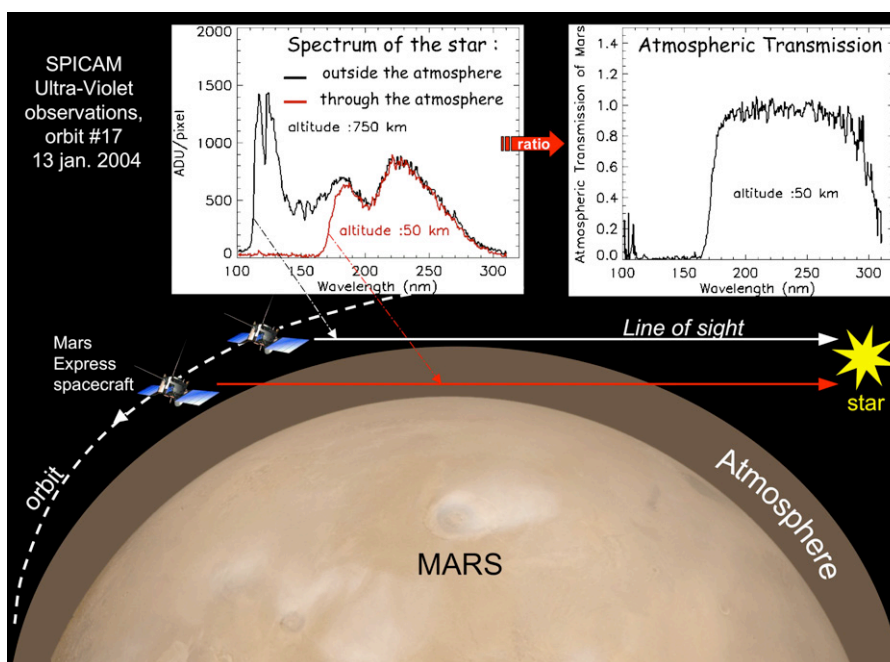 SPICAM
Ultra-Violet
observations,
orbit #17
13 jan. 2004
Spectrum of the star :
outside the atmosphere
through the atmosphere
altitude :750 km
altitude :50 km
ADU/pixel
2000
1500
1000
500
0
100
150
200
250
300
Wavelength (nm)
ratio
Atmospheric Transmission
Atmospheric Transmission of Mars
1.4
1.2
1.0
0.8
0.6
0.4
0.2
0.0
altitude :50 km
100
150
200
250
300
Wavelength (nm)
Line of sight
Mars
Express
spacecraft
star
orbit
Atmosphere
MARS